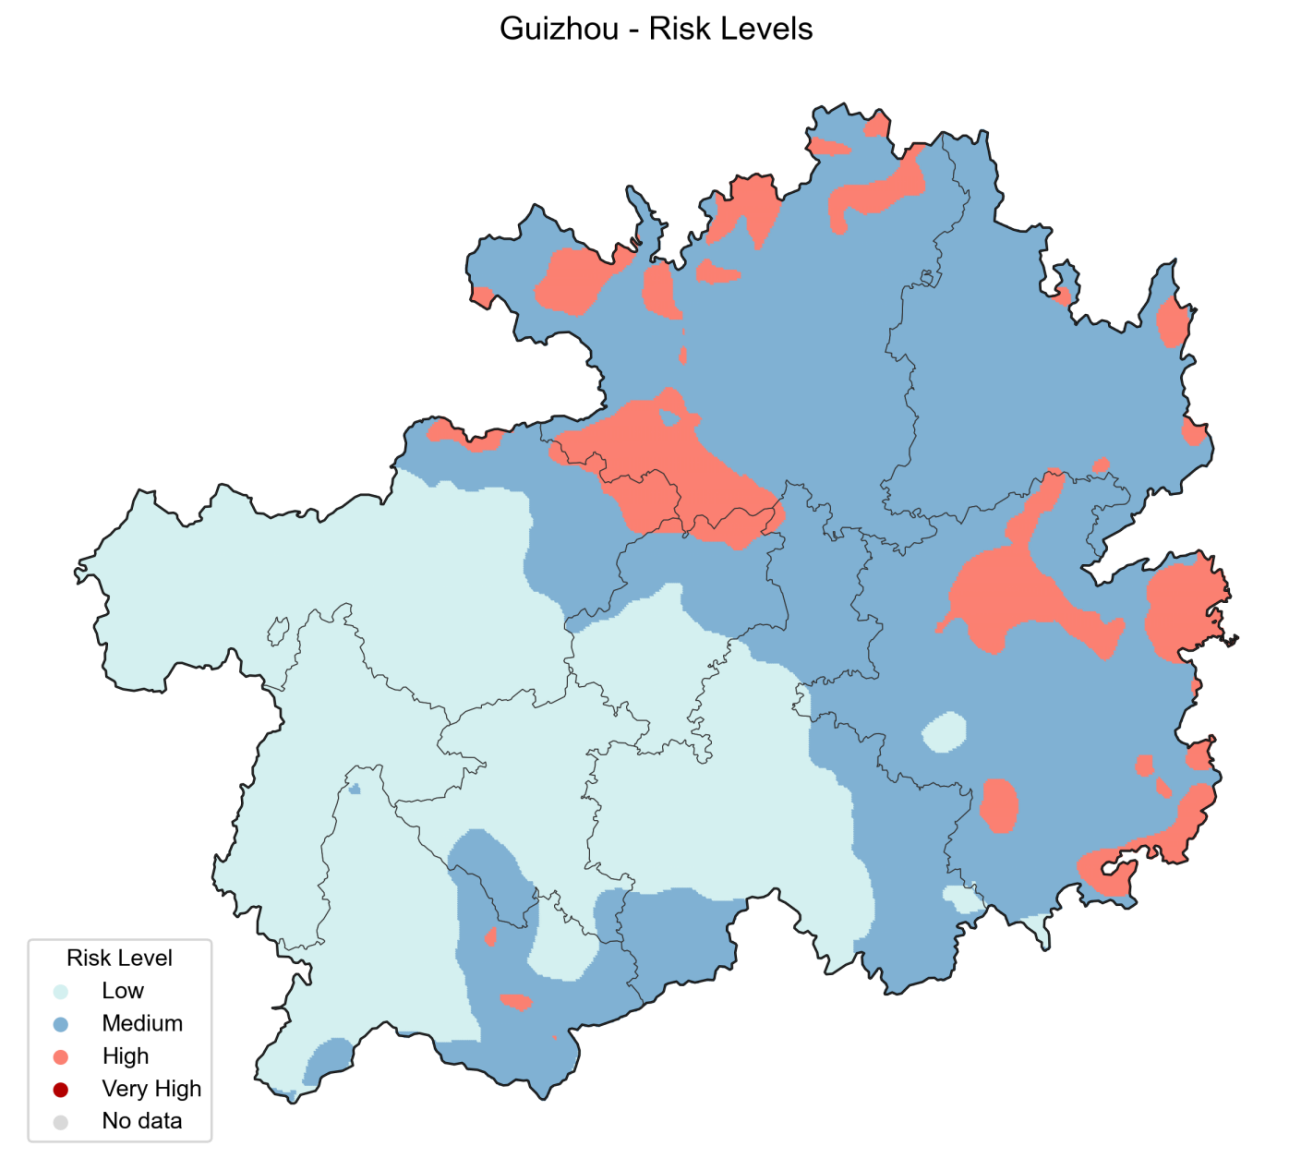 Guizhou - Risk Levels
Risk Level
Low
Medium
High
Very High
No data